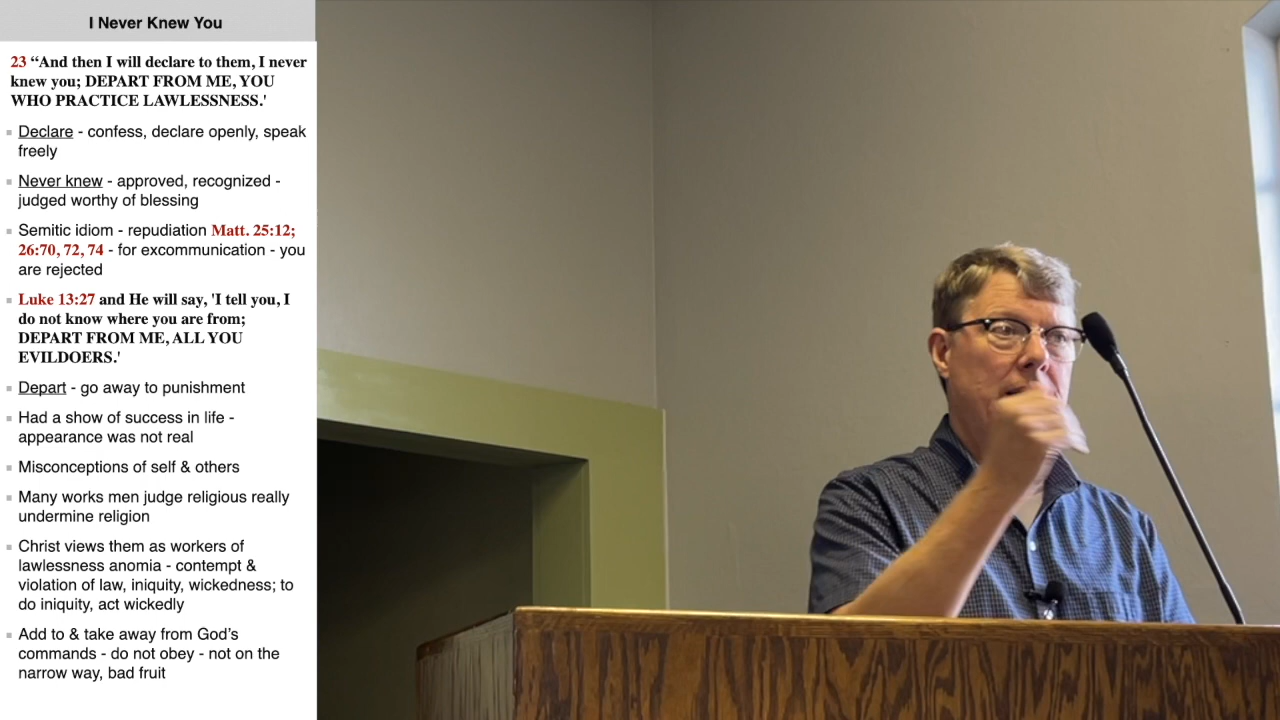 I Never Knew You
23 “And then I will declare to them, I never
knew you; DEPART FROM ME, YOU
WHO PRACTICE LAWLESSNESS.'
Declare - confess, declare openly, speak
freely
Never knew - approved, recognized -
judged worthy of blessing
Semitic idiom - repudiation Matt. 25:12;
26:70, 72, 74 - for excommunication - you
are rejected
Luke 13:27 and He will say, 'I tell you, I
do not know where you are from;
DEPART FROM ME, ALL YOU
EVILDOERS.'
Depart - go away to punishment
Had a show of success in life -
appearance was not real
Misconceptions of self & others
Many works men judge religious really
undermine religion
Christ views them as workers of
lawlessness anomia - contempt &
violation of law, iniquity, wickedness; to
do iniquity, act wickedly
Add to & take away from God’s
commands - do not obey - not on the
narrow way, bad fruit